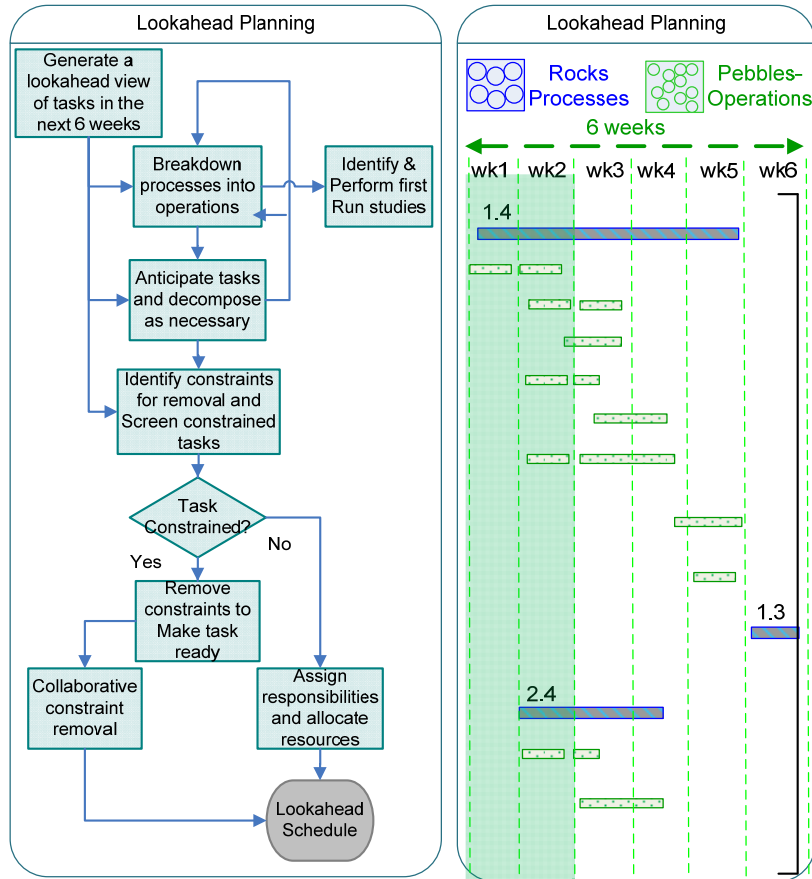 Lookahead Planning
Generate a
lookahead view
of tasks in the
next 6 weeks
Breakdown
processes into
operations
Identify &
Perform first
Run studies
Anticipate tasks
and decompose
as necessary
Identify constraints
for removal and
Screen constrained
tasks
Task
Constrained?
No
Yes
Remove
constraints to
Make task
ready
Collaborative
constraint
removal
Assign
responsibilities
and allocate
resources
Lookahead
Schedule
Lookahead Planning
Rocks
Processes
Pebbles-
Operations
6 weeks
wk1 wk2 wk3 wk4 wk5 wk6
1.4
1.3
2.4